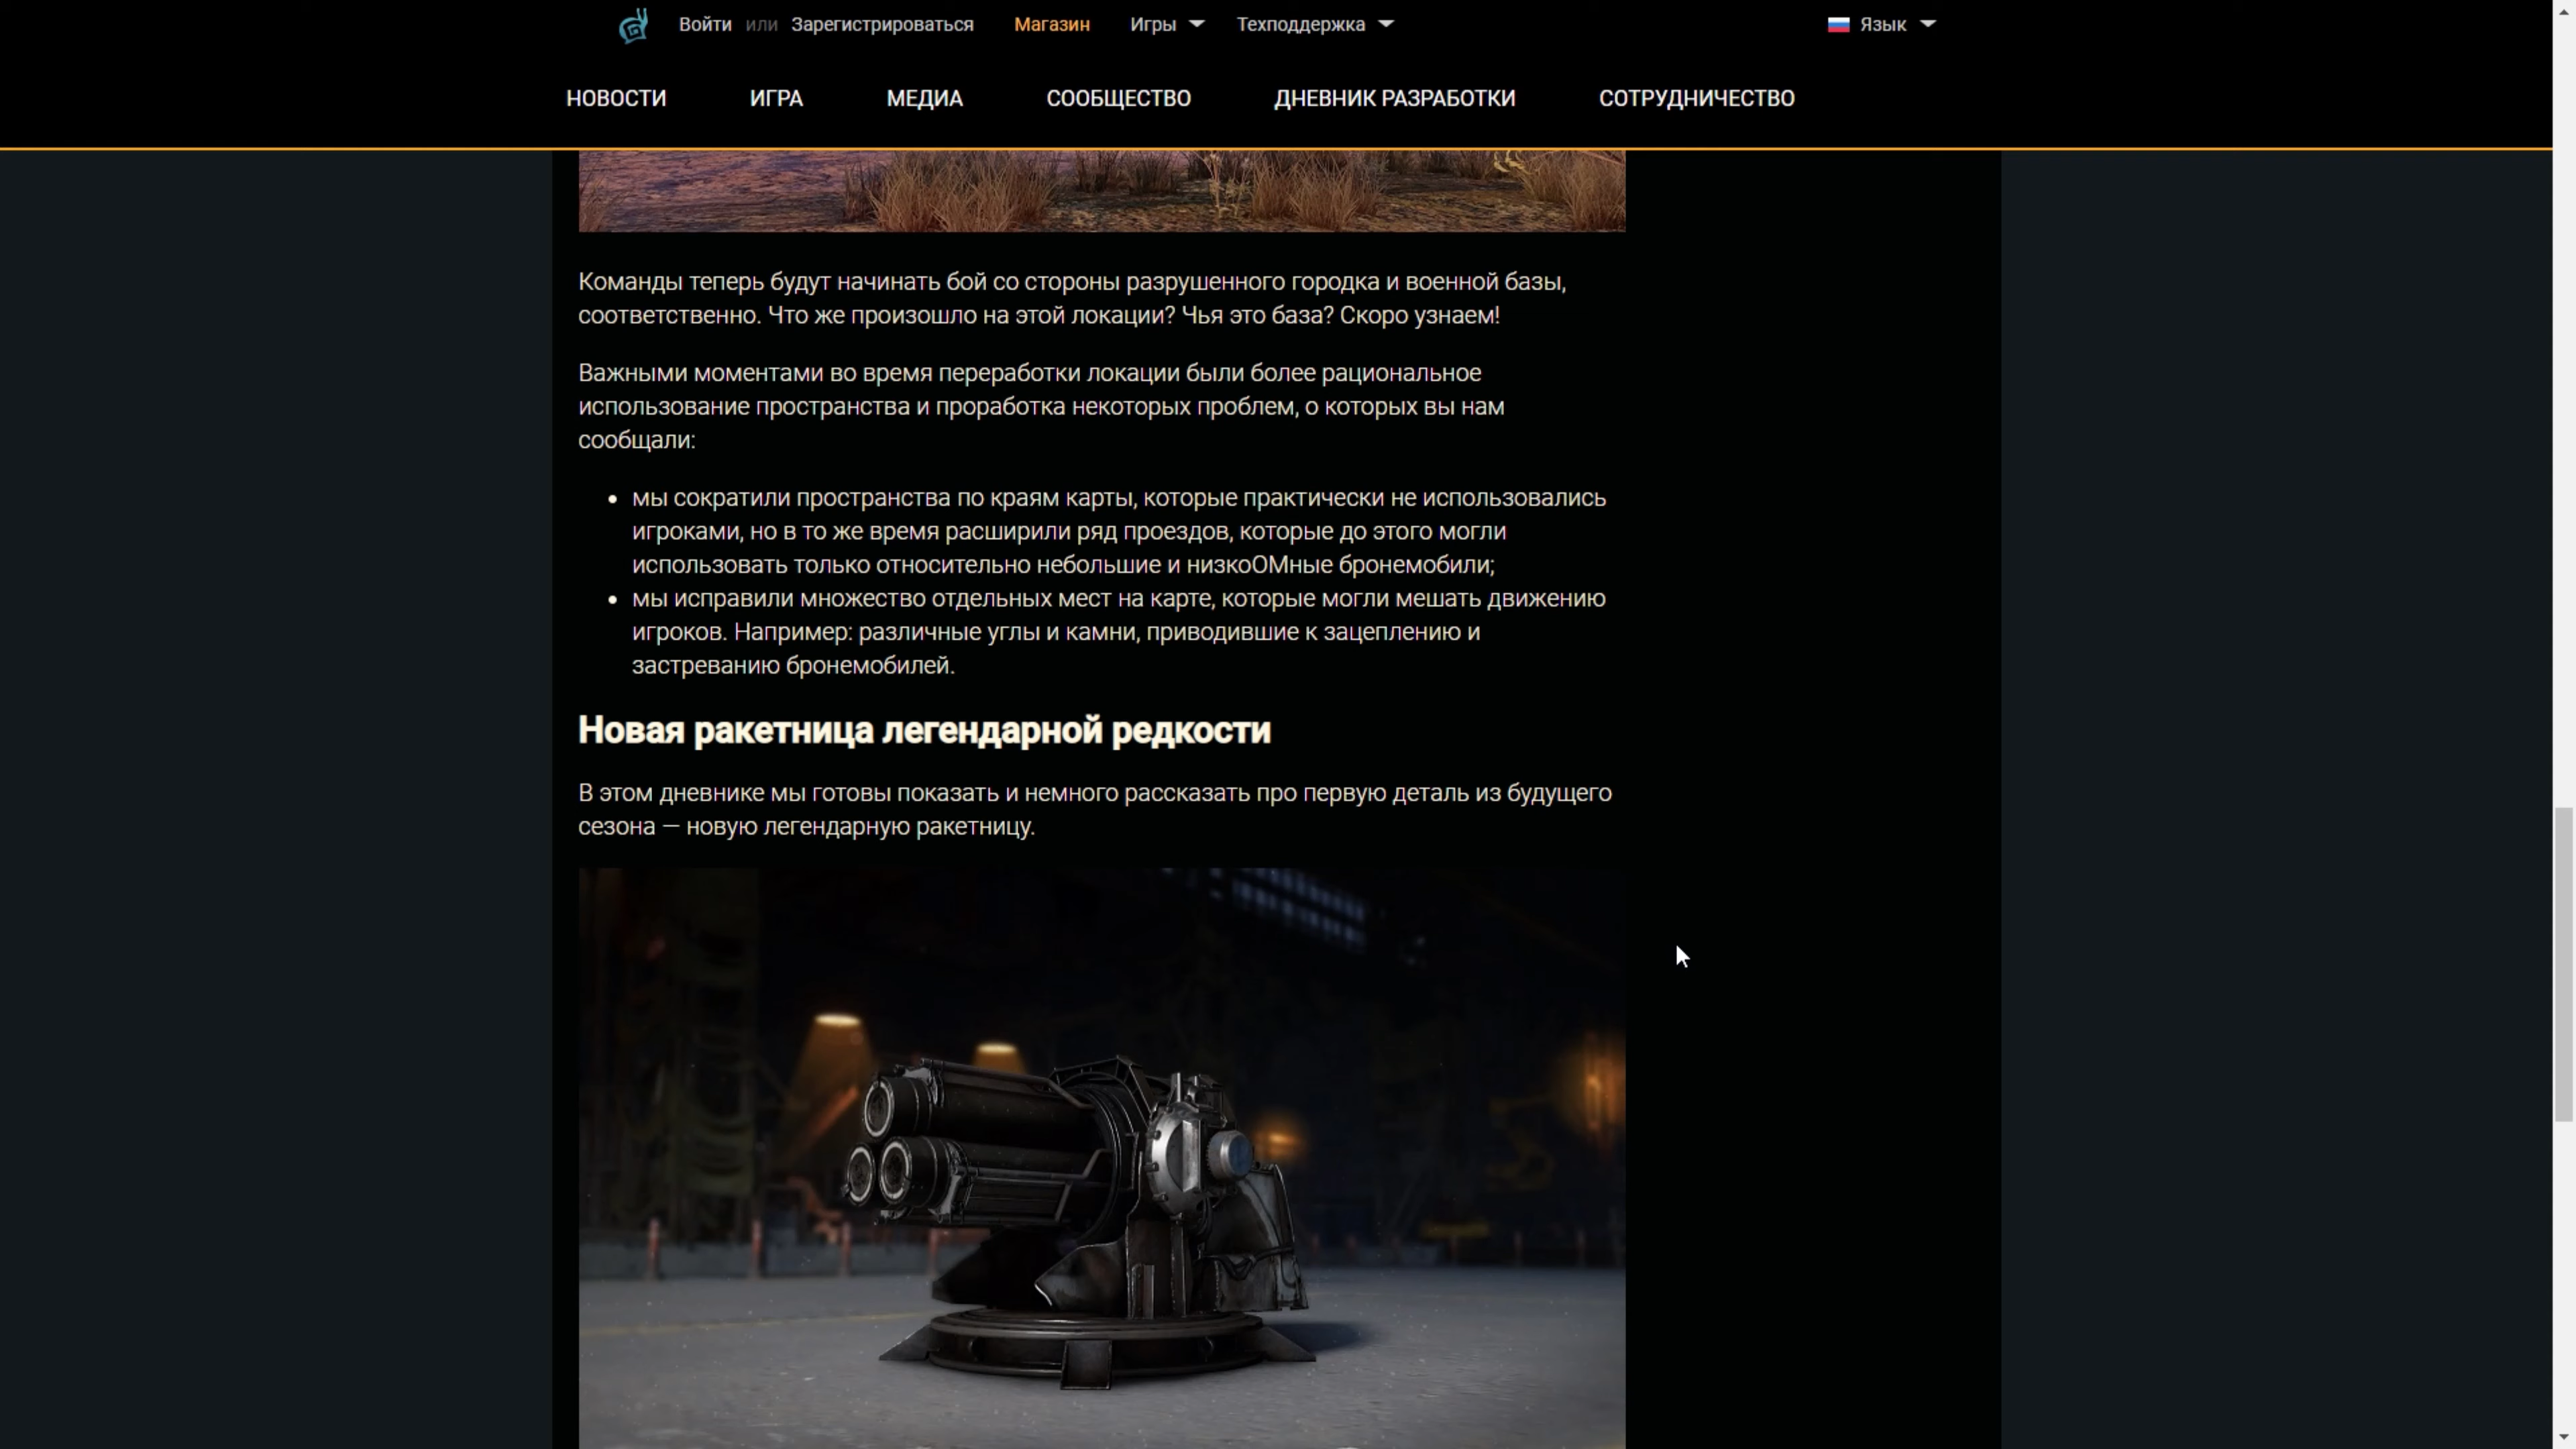 Войти или Зарегистрироваться Магазин Игры Техподдержка Язык
НОВОСТИ ИГРА МЕДИА СООБЩЕСТВО ДНЕВНИК РАЗРАБОТКИ СОТРУДНИЧЕСТВО
Команды теперь будут начинать бой со стороны разрушенного городка и военной базы,
соответственно. Что же произошло на этой локации? Чья это база? Скоро узнаем!
Важными моментами во время переработки локации были более рациональное
использование пространства и проработка некоторых проблем, о которых вы нам
сообщали:
• мы сократили пространства по краям карты, которые практически не использовались
игроками, но в то же время расширили ряд проездов, которые до этого могли
использовать только относительно небольшие и низкоОМные бронемобили;
• мы исправили множество отдельных мест на карте, которые могли мешать движению
игроков. Например: различные углы и камни, приводившие к зацеплению и
застреванию бронемобилей.
Новая ракетница легендарной редкости
В этом дневнике мы готовы показать и немного рассказать про первую деталь из будущего
сезона — новую легендарную ракетницу.